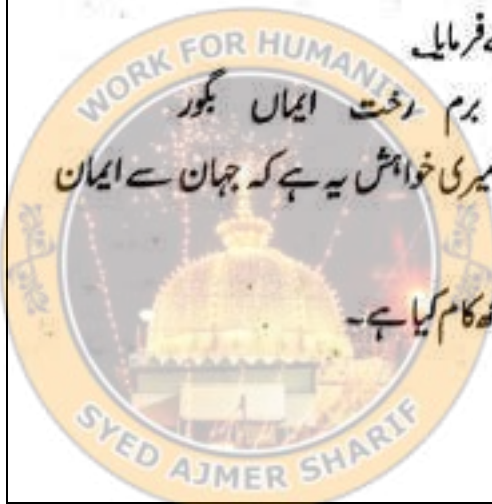 فرمایا
WORK FOR HUMANITY
برم رخت ایماں بگور
میری خواہش یہ ہے کہ جہان سے ایمان
کام کیا ہے۔
SYED AJMER SHARIF